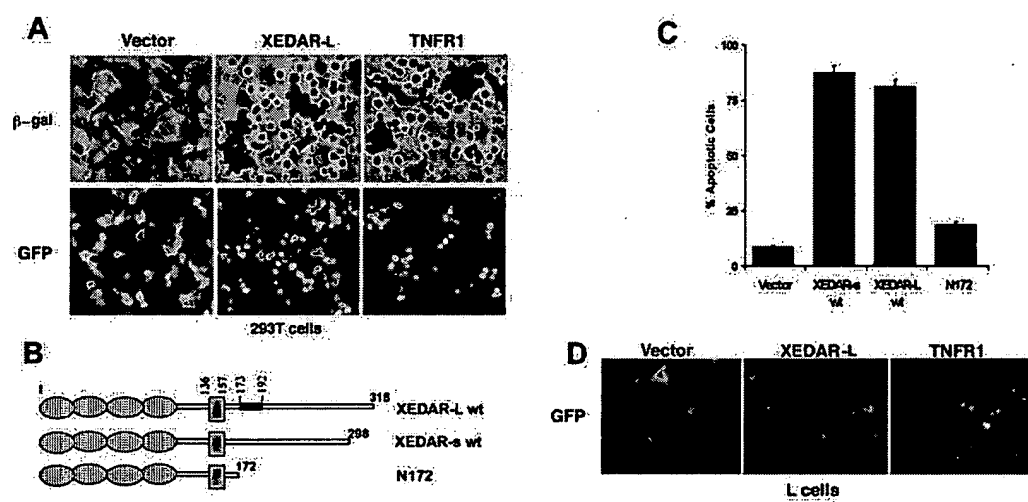 A
Vector
XEDAR-L
TNFR1
β-gal
GFP
293T cells
B
1
136
157
173
192
318
XEDAR-L wt
298
XEDAR-s wt
172
N172
C
% Apoptotic Cells
100
75
50
25
0
Vector
XEDAR-s wt
XEDAR-L wt
N172
D
Vector
XEDAR-L
TNFR1
GFP
L cells